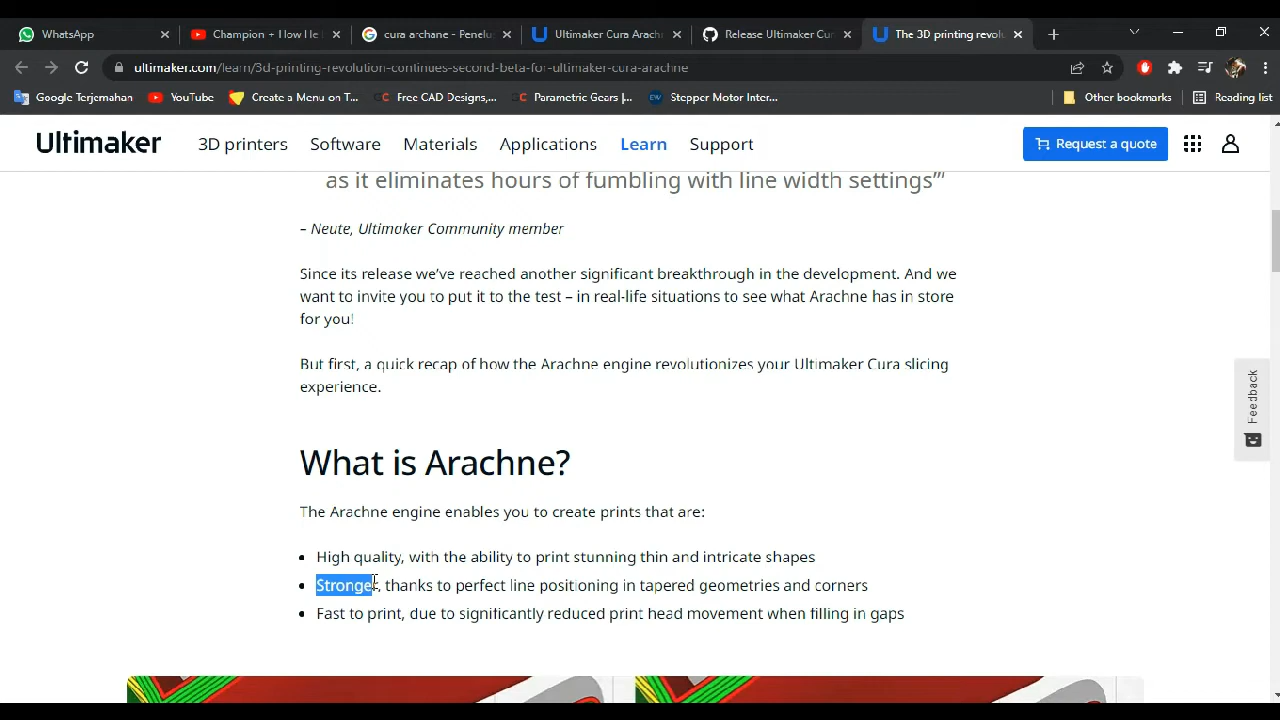 WhatsApp
Champion + How He I
cura archane - Penelus
Ultimaker Cura Arach
Release Ultimaker Cur
The 3D printing revol
ultimaker.com/learn/3d-printing-revolution-continues-second-beta-for-ultimaker-cura-arachne
Google Terjemahan
YouTube
Create a Menu on T...
Free CAD Designs,...
Parametric Gears |...
Stepper Motor Inter...
Other bookmarks
Reading list
Ultimaker
3D printers
Software
Materials
Applications
Learn
Support
Request a quote
as it eliminates hours of fumbling with line width settings”’
– Neute, Ultimaker Community member
Since its release we’ve reached another significant breakthrough in the development. And we
want to invite you to put it to the test – in real-life situations to see what Arachne has in store
for you!
But first, a quick recap of how the Arachne engine revolutionizes your Ultimaker Cura slicing
experience.
Feedback
What is Arachne?
The Arachne engine enables you to create prints that are:
High quality, with the ability to print stunning thin and intricate shapes
Stronger, thanks to perfect line positioning in tapered geometries and corners
Fast to print, due to significantly reduced print head movement when filling in gaps